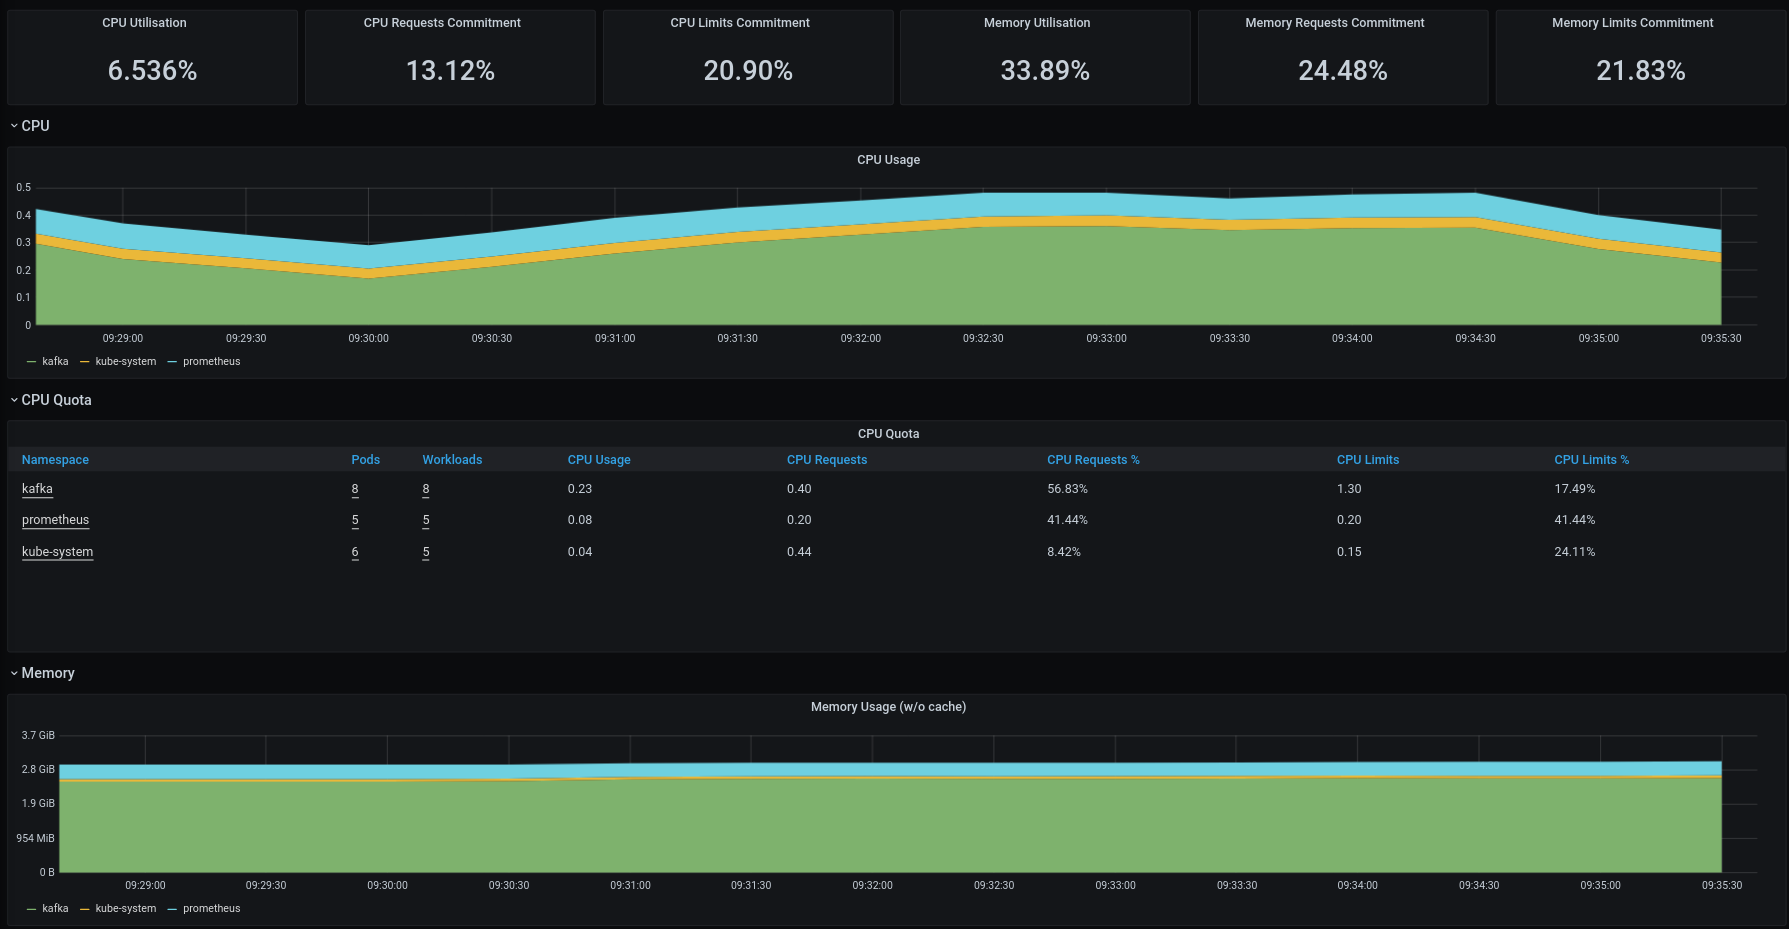 CPU Utilisation CPU Requests Commitment CPU Limits Commitment Memory Utilisation Memory Requests Commitment Memory Limits Commitment
6.536% 13.12% 20.90% 33.89% 24.48% 21.83%
CPU
CPU Usage
0.5
0.4
0.3
0.2
0.1
0
09:29:00 09:29:30 09:30:00 09:30:30 09:31:00 09:31:30 09:32:00 09:32:30 09:33:00 09:33:30 09:34:00 09:34:30 09:35:00 09:35:30
kafka kube-system prometheus
CPU Quota
CPU Quota
Namespace Pods Workloads CPU Usage CPU Requests CPU Requests % CPU Limits CPU Limits %
kafka 8 8 0.23 0.40 56.83% 1.30 17.49%
prometheus 5 5 0.08 0.20 41.44% 0.20 41.44%
kube-system 6 5 0.04 0.44 8.42% 0.15 24.11%
Memory
Memory Usage (w/o cache)
3.7 GiB
2.8 GiB
1.9 GiB
954 MiB
0 B
09:29:00 09:29:30 09:30:00 09:30:30 09:31:00 09:31:30 09:32:00 09:32:30 09:33:00 09:33:30 09:34:00 09:34:30 09:35:00 09:35:30
kafka kube-system prometheus